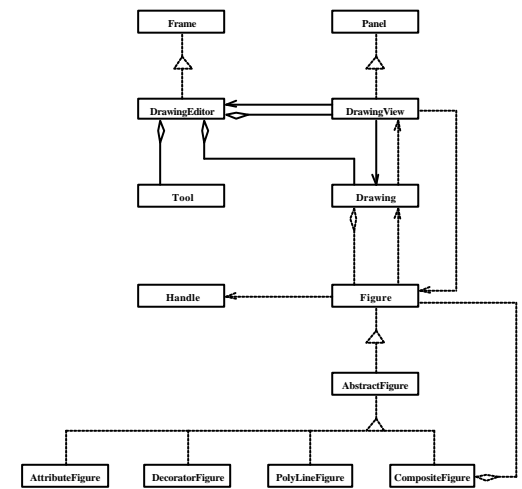 Frame
Panel
DrawingEditor
DrawingView
Tool
Drawing
Handle
Figure
AbstractFigure
AttributeFigure
DecoratorFigure
PolyLineFigure
CompositeFigure